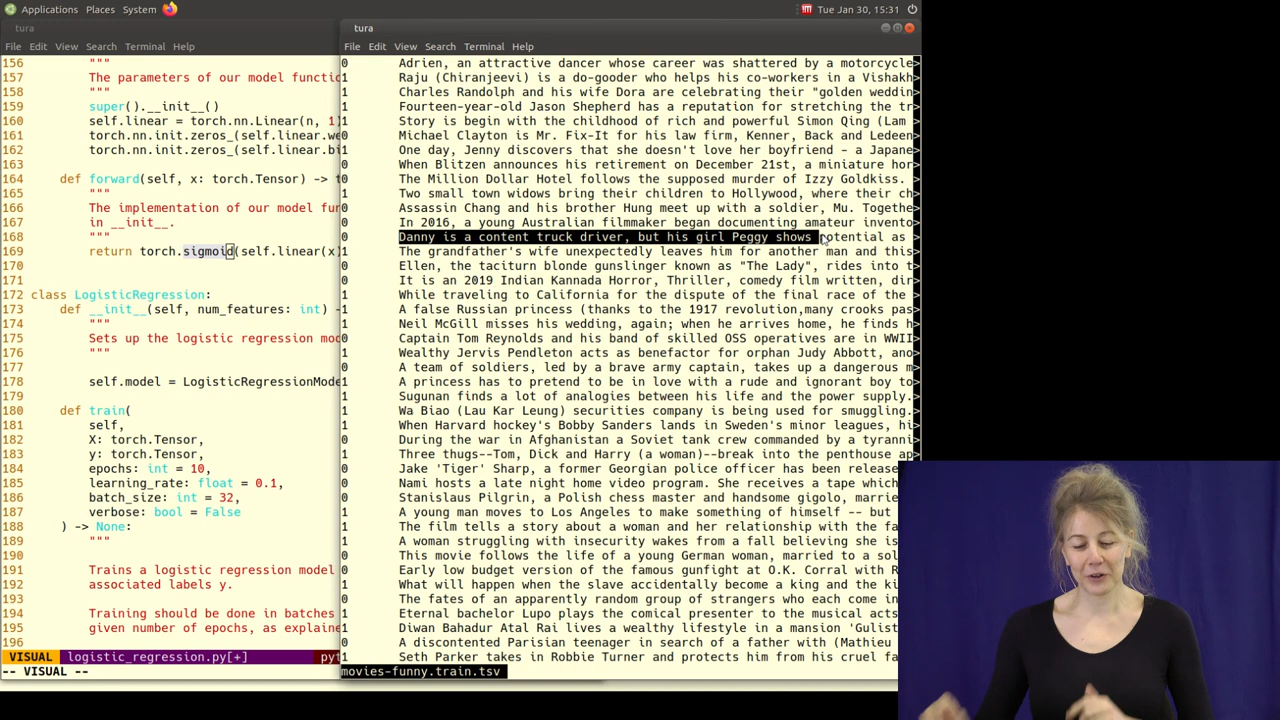 Applications Places System Tue Jan 30, 15:31
tura
File Edit View Search Terminal Help
156 """
157 The parameters of our model functi
158 """
159 super().__init__()
160 self.linear = torch.nn.Linear(n, 1
161 torch.nn.init.zeros_(self.linear.we
162 torch.nn.init.zeros_(self.linear.bi
163
164 def forward(self, x: torch.Tensor) -> t
165 """
166 The implementation of our model fun
167 in __init__.
168 """
169 return torch.sigmoid(self.linear(x)
170
171
172 class LogisticRegression:
173 def __init__(self, num_features: int) -
174 """
175 Sets up the logistic regression mod
176 """
177
178 self.model = LogisticRegressionMode
179
180 def train(
181 self,
182 X: torch.Tensor,
183 y: torch.Tensor,
184 epochs: int = 10,
185 learning_rate: float = 0.1,
186 batch_size: int = 32,
187 verbose: bool = False
188 ) -> None:
189 """
190
191 Trains a logistic regression model
192 associated labels y.
193
194 Training should be done in batches
195 given number of epochs, as explaine
196
VISUAL logistic_regression.py[+] pyt
-- VISUAL --
tura
File Edit View Search Terminal Help
0 Adrien, an attractive dancer whose career was shattered by a motorcycle>
1 Raju (Chiranjeevi) is a do-gooder who helps his co-workers in a Vishakh>
1 Charles Randolph and his wife Dora are celebrating their "golden weddin>
1 Fourteen-year-old Jason Shepherd has a reputation for stretching the tr>
0 Story is begin with the childhood of rich and powerful Simon Qing (Lam >
0 Michael Clayton is Mr. Fix-It for his law firm, Kenner, Back and Ledeen>
1 One day, Jenny discovers that she doesn't love her boyfriend - a Japane>
0 When Blitzen announces his retirement on December 21st, a miniature hor>
0 The Million Dollar Hotel follows the supposed murder of Izzy Goldkiss. >
1 Two small town widows bring their children to Hollywood, where their ch>
0 Assassin Chang and his brother Hung meet up with a soldier, Mu. Togethe>
0 In 2016, a young Australian filmmaker began documenting amateur invento>
0 Danny is a content truck driver, but his girl Peggy shows potential as >
1 The grandfather's wife unexpectedly leaves him for another man and this>
0 Ellen, the taciturn blonde gunslinger known as "The Lady", rides into t>
0 It is an 2019 Indian Kannada Horror, Thriller, comedy film written, dir>
1 While traveling to California for the dispute of the final race of the >
1 A false Russian princess (thanks to the 1917 revolution,many crooks pas>
1 Neil McGill misses his wedding, again; when he arrives home, he finds h>
0 Captain Tom Reynolds and his band of skilled OSS operatives are in WWII>
1 Wealthy Jervis Pendleton acts as benefactor for orphan Judy Abbott, ano>
0 A team of soldiers, led by a brave army captain, takes up a dangerous m>
1 A princess has to pretend to be in love with a rude and ignorant boy to>
1 Sugunan finds a lot of analogies between his life and the power supply.>
1 Wa Biao (Lau Kar Leung) securities company is being used for smuggling.>
1 When Harvard hockey's Bobby Sanders lands in Sweden's minor leagues, hi>
0 During the war in Afghanistan a Soviet tank crew commanded by a tyranni>
1 Three thugs--Tom, Dick and Harry (a woman)--break into the penthouse ap>
0 Jake 'Tiger' Sharp, a former Georgian police officer has been release
0 Nami hosts a late night home video program. She receives a tape which
0 Stanislaus Pilgrin, a Polish chess master and handsome gigolo, marrie
1 A young man moves to Los Angeles to make something of himself -- but
1 The film tells a story about a woman and her relationship with the fa
1 A woman struggling with insecurity wakes from a fall believing she is
0 This movie follows the life of a young German woman, married to a sol
0 Early low budget version of the famous gunfight at O.K. Corral with R
1 What will happen when the slave accidentally become a king and the ki
0 The fates of an apparently random group of strangers who each come in
1 Eternal bachelor Lupo plays the comical presenter to the musical acts
1 Diwan Bahadur Atal Rai lives a wealthy lifestyle in a mansion 'Gulist
0 A discontented Parisian teenager in search of a father with (Mathieu
1 Seth Parker takes in Robbie Turner and protects him from his cruel fa
movies-funny.train.tsv